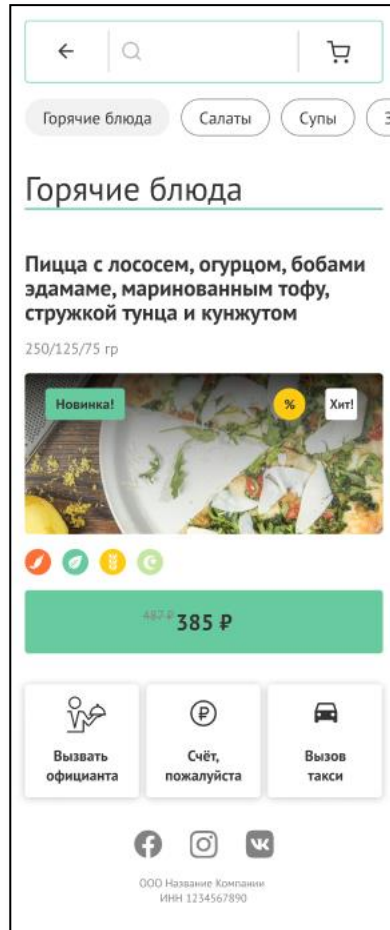 Горячие блюда
Салаты
Супы
Горячие блюда
Пицца с лососем, огурцом, бобами
эдамаме, маринованным тофу,
стружкой тунца и кунжутом
250/125/75 гр
Новинка!
%
Хит!
487 ₽ 385 ₽
Вызвать
официанта
Счёт,
пожалуйста
Вызов
такси
ООО Название Компании
ИНН 1234567890